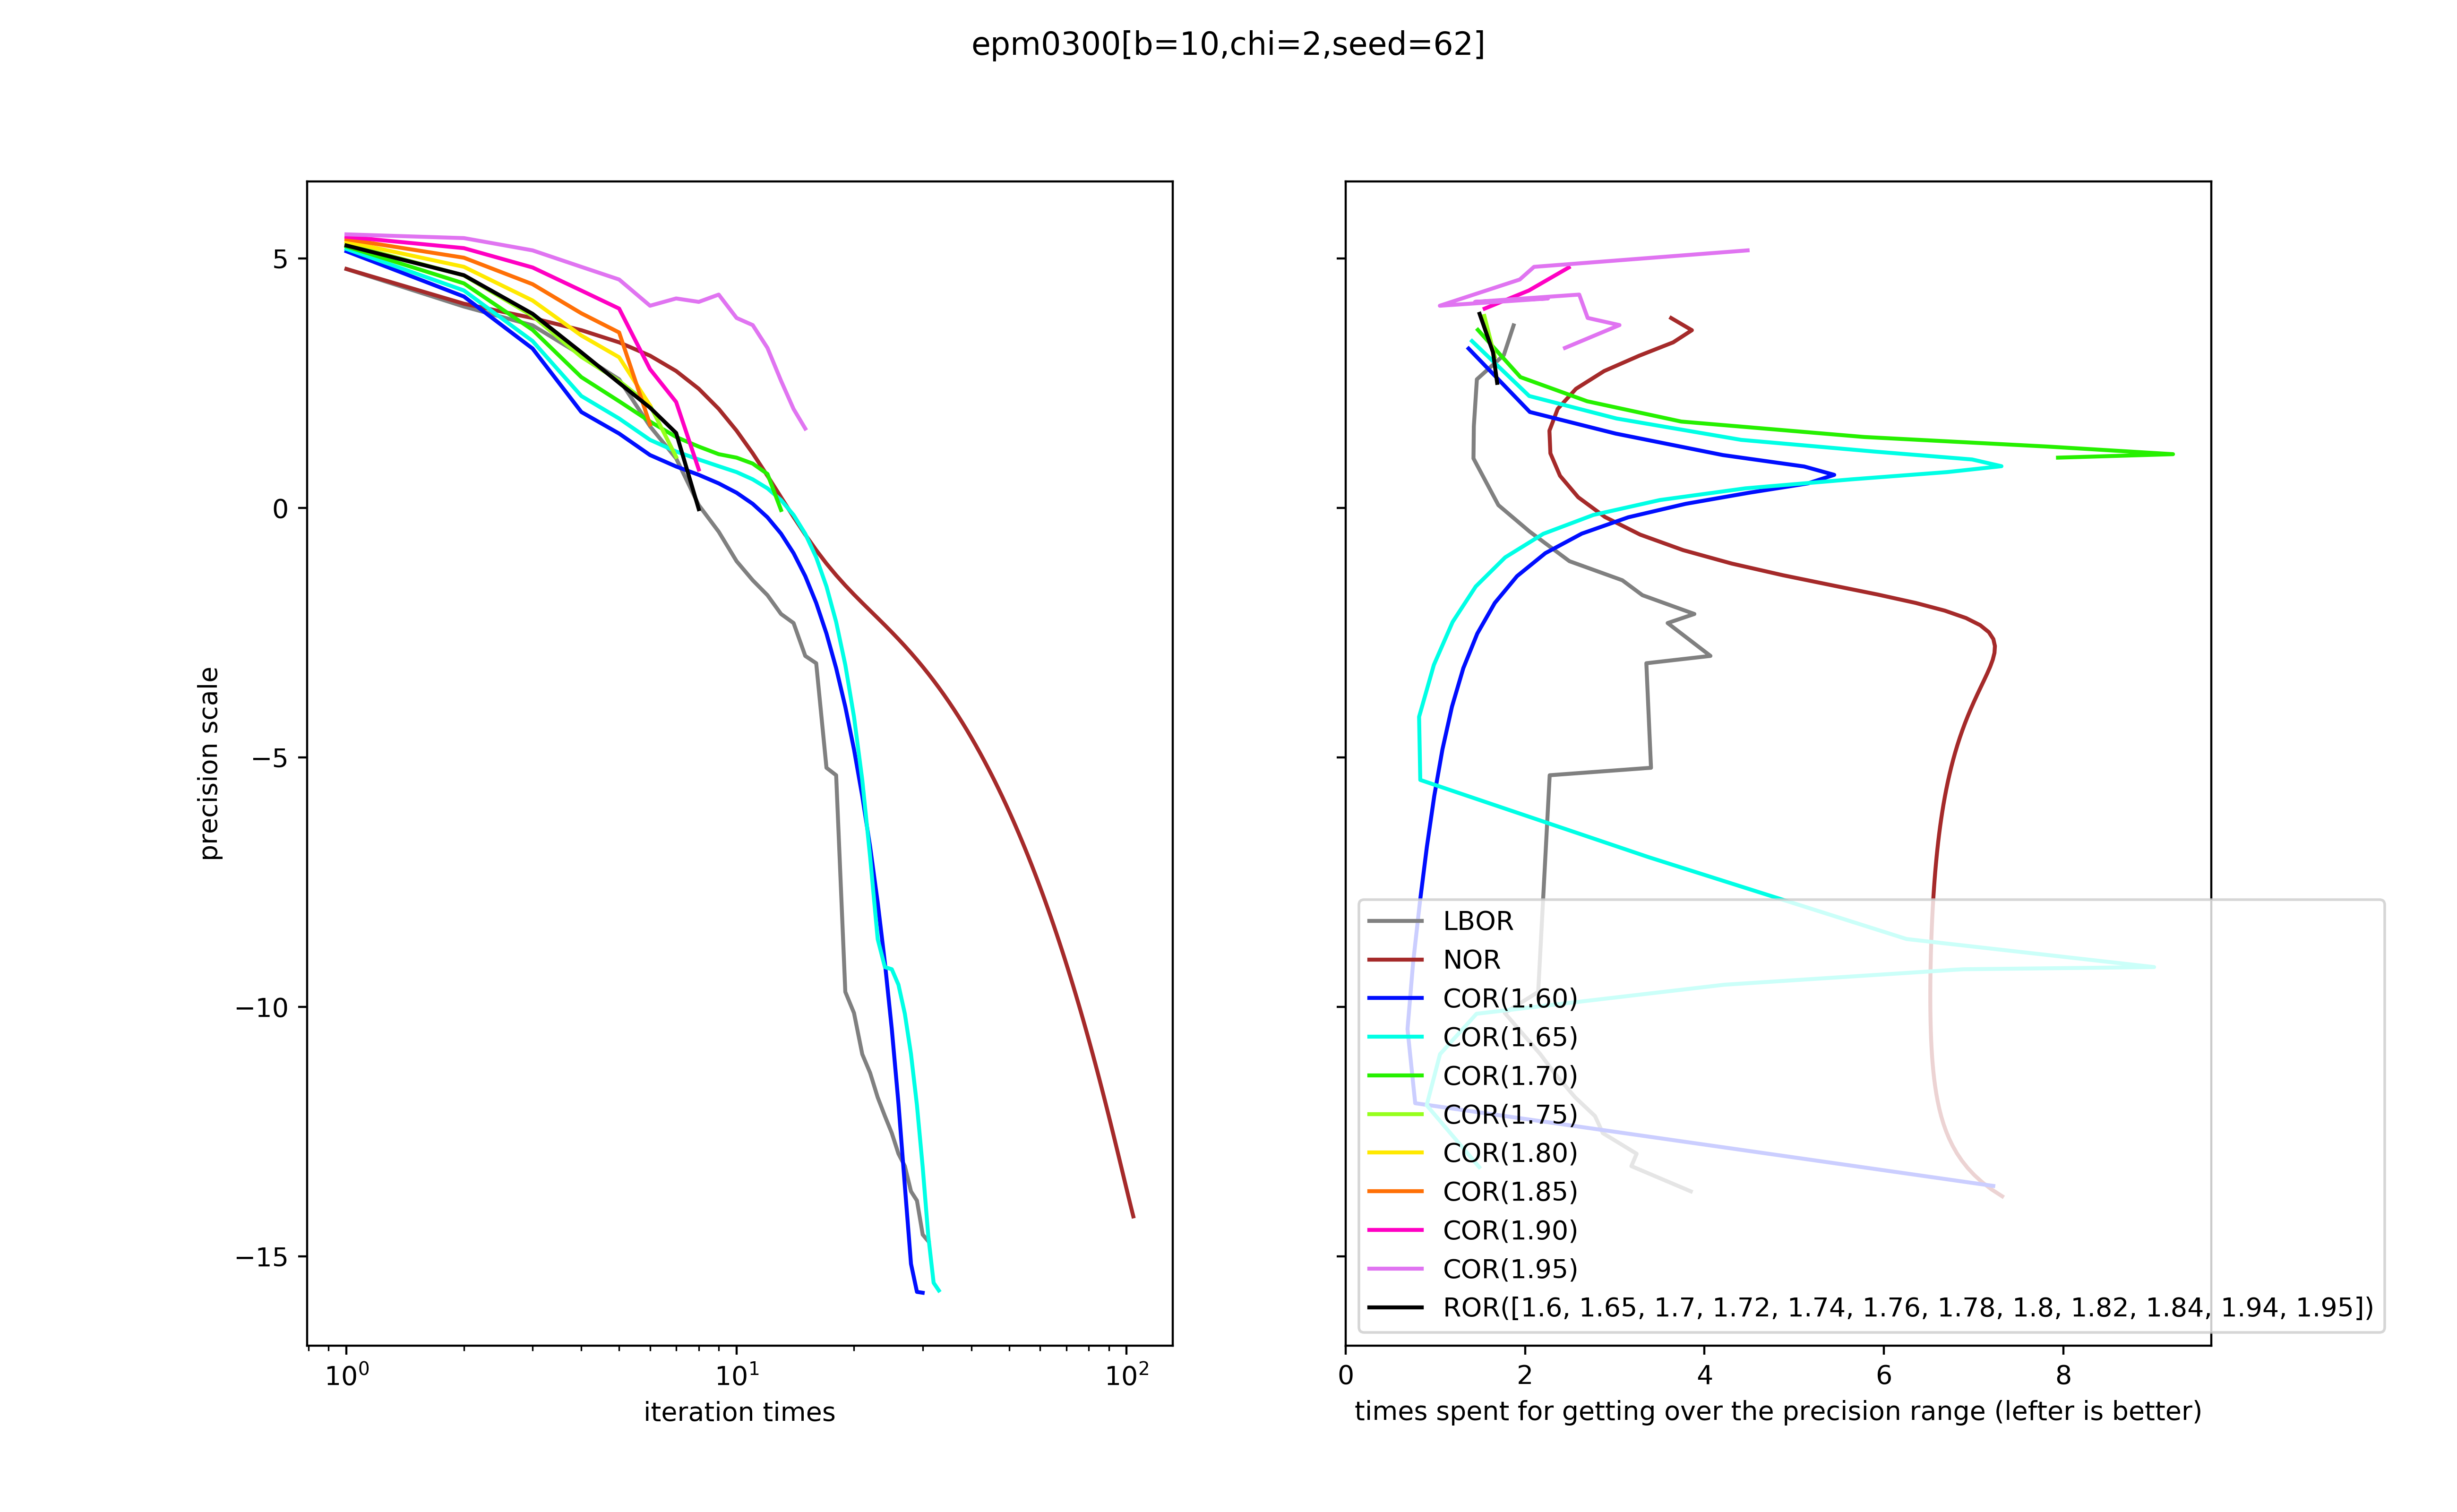 epm0300[b=10,chi=2,seed=62]
precision scale
5
0
−5
−10
−15
10⁰
10¹
10²
iteration times
LBOR
NOR
COR(1.60)
COR(1.65)
COR(1.70)
COR(1.75)
COR(1.80)
COR(1.85)
COR(1.90)
COR(1.95)
ROR([1.6, 1.65, 1.7, 1.72, 1.74, 1.76, 1.78, 1.8, 1.82, 1.84, 1.94, 1.95])
0
2
4
6
8
times spent for getting over the precision range (lefter is better)